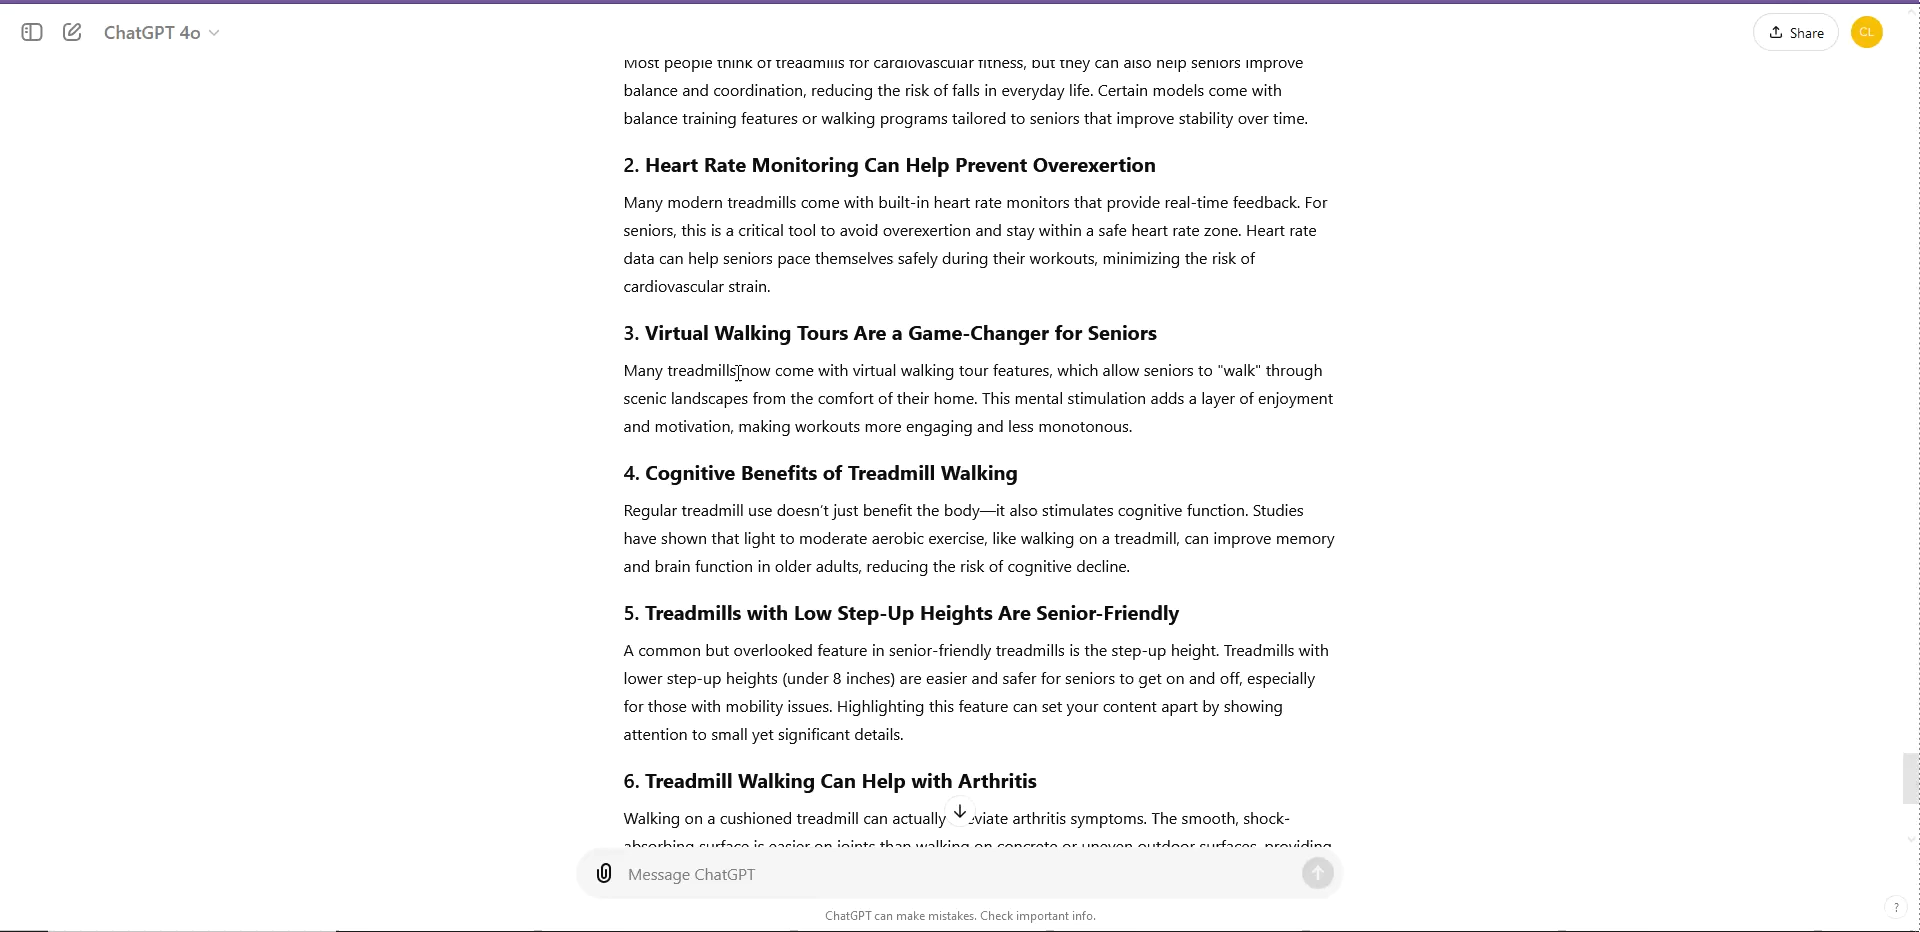 ChatGPT 4o
Share
CL
Most people think of treadmills for cardiovascular fitness, but they can also help seniors improve
balance and coordination, reducing the risk of falls in everyday life. Certain models come with
balance training features or walking programs tailored to seniors that improve stability over time.
2. Heart Rate Monitoring Can Help Prevent Overexertion
Many modern treadmills come with built-in heart rate monitors that provide real-time feedback. For
seniors, this is a critical tool to avoid overexertion and stay within a safe heart rate zone. Heart rate
data can help seniors pace themselves safely during their workouts, minimizing the risk of
cardiovascular strain.
3. Virtual Walking Tours Are a Game-Changer for Seniors
Many treadmills now come with virtual walking tour features, which allow seniors to "walk" through
scenic landscapes from the comfort of their home. This mental stimulation adds a layer of enjoyment
and motivation, making workouts more engaging and less monotonous.
4. Cognitive Benefits of Treadmill Walking
Regular treadmill use doesn't just benefit the body—it also stimulates cognitive function. Studies
have shown that light to moderate aerobic exercise, like walking on a treadmill, can improve memory
and brain function in older adults, reducing the risk of cognitive decline.
5. Treadmills with Low Step-Up Heights Are Senior-Friendly
A common but overlooked feature in senior-friendly treadmills is the step-up height. Treadmills with
lower step-up heights (under 8 inches) are easier and safer for seniors to get on and off, especially
for those with mobility issues. Highlighting this feature can set your content apart by showing
attention to small yet significant details.
6. Treadmill Walking Can Help with Arthritis
Walking on a cushioned treadmill can actually arthritis symptoms. The smooth, shock-
absorbing surface is easier on joints than walking on concrete or uneven outdoor surfaces, providing
Message ChatGPT
ChatGPT can make mistakes. Check important info.
?